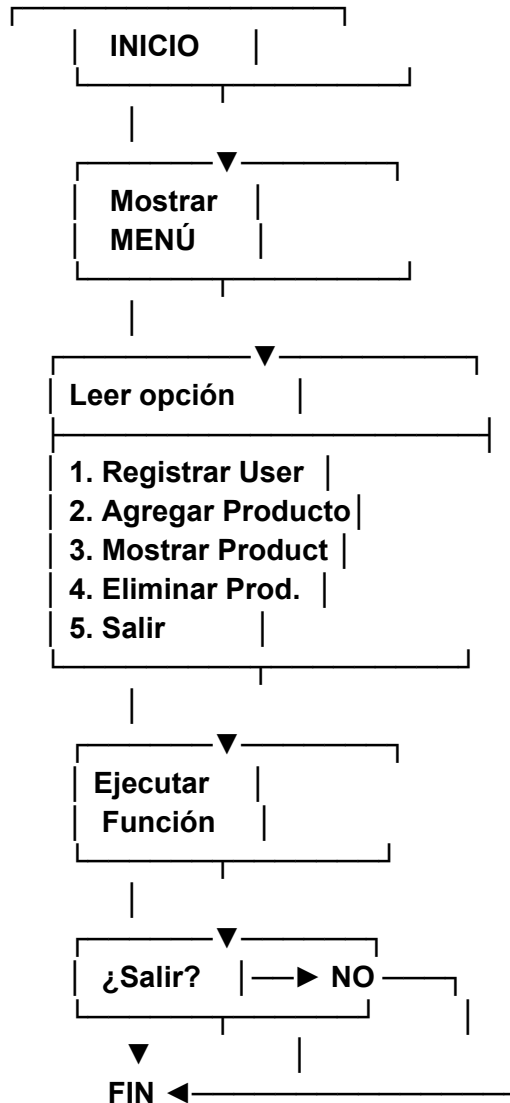 INICIO
Mostrar
MENÚ
Leer opción
1. Registrar User
2. Agregar Producto
3. Mostrar Product
4. Eliminar Prod.
5. Salir
Ejecutar
Función
¿Salir? NO
FIN